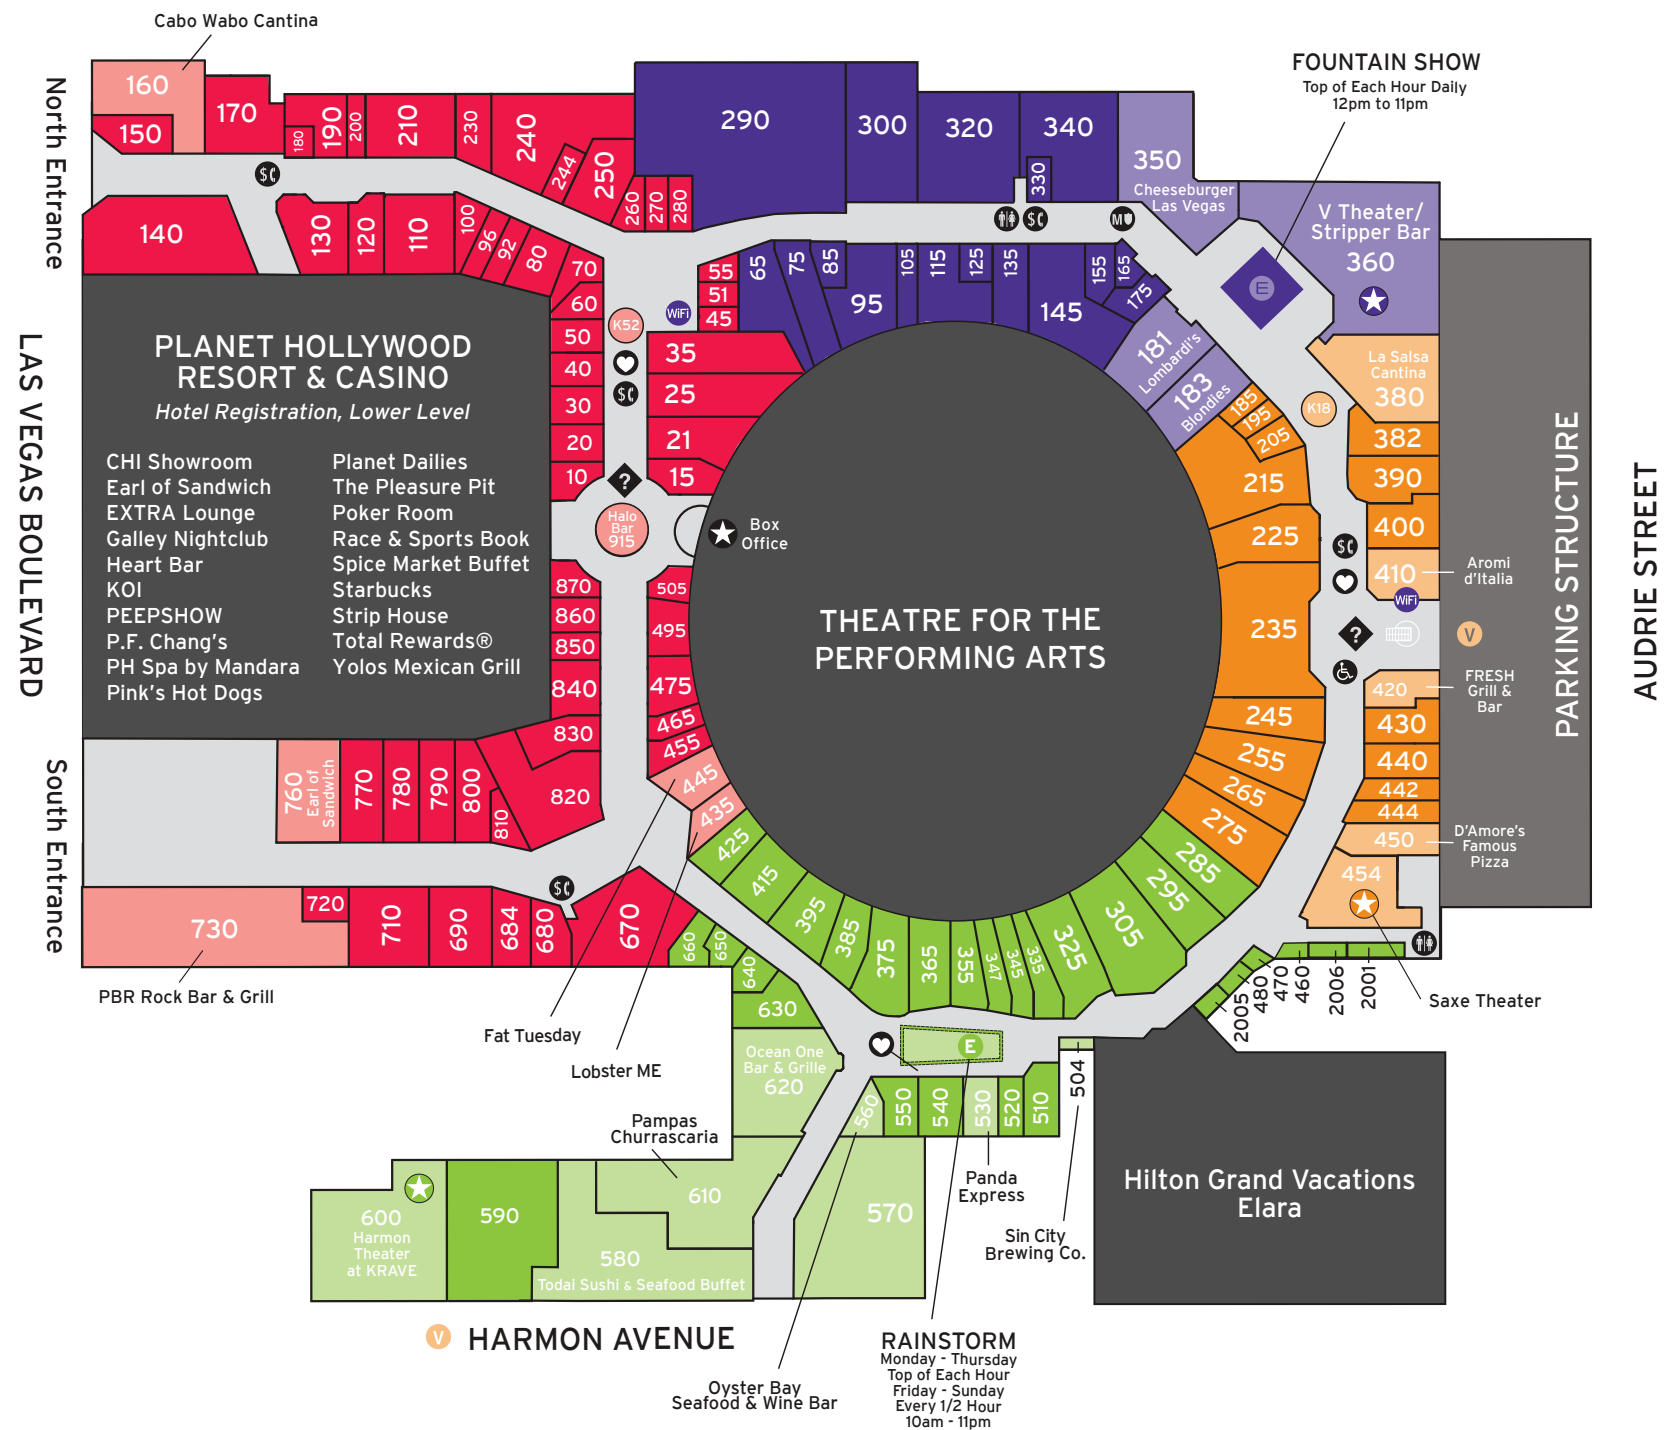 Cabo Wabo Cantina
160
150
170
180
190
200
210
230
240
244
250
260
270
280
290
300
320
330
340
350
Cheeseburger
Las Vegas
FOUNTAIN SHOW
Top of Each Hour Daily
12pm to 11pm
V Theater/
Stripper Bar
360
E
M
$
$
North Entrance
140
130
120
110
100
96
92
80
70
60
50
40
30
20
10
K52
WiFi
$
?
Halo
Bar
915
55
51
45
35
25
21
15
65
75
85
95
105
115
125
135
145
155
165
175
181
Lombardi's
183
Blondies
185
195
205
215
225
235
245
255
265
275
La Salsa
Cantina
380
K18
382
390
400
410
Aromi
d'Italia
$
WiFi
?
V
420
FRESH
Grill &
Bar
430
440
442
444
450
D'Amore's
Famous
Pizza
454
Saxe Theater
PARKING STRUCTURE
AUDRIE STREET
LAS VEGAS BOULEVARD
PLANET HOLLYWOOD
RESORT & CASINO
Hotel Registration, Lower Level
CHI Showroom
Earl of Sandwich
EXTRA Lounge
Galley Nightclub
Heart Bar
KOI
PEEPSHOW
P.F. Chang's
PH Spa by Mandara
Pink's Hot Dogs
Planet Dailies
The Pleasure Pit
Poker Room
Race & Sports Book
Spice Market Buffet
Starbucks
Strip House
Total Rewards®
Yolos Mexican Grill
Box
Office
THEATRE FOR THE
PERFORMING ARTS
870
860
850
840
830
820
810
800
790
780
770
760
Earl of
Sandwich
505
495
475
465
455
445
435
425
415
395
385
375
365
355
347
345
335
325
305
295
285
South Entrance
730
720
710
690
684
680
670
$
660
650
640
630
PBR Rock Bar & Grill
Fat Tuesday
Lobster ME
Ocean One
Bar & Grille
620
E
560
550
540
530
520
510
504
2005
480
470
460
2006
2001
Pampas
Churrascaria
610
600
Harmon
Theater
at KRAVE
590
580
Todai Sushi & Seafood Buffet
570
Panda
Express
Sin City
Brewing Co.
Hilton Grand Vacations
Elara
V HARMON AVENUE
Oyster Bay
Seafood & Wine Bar
RAINSTORM
Monday - Thursday
Top of Each Hour
Friday - Sunday
Every 1/2 Hour
10am - 11pm